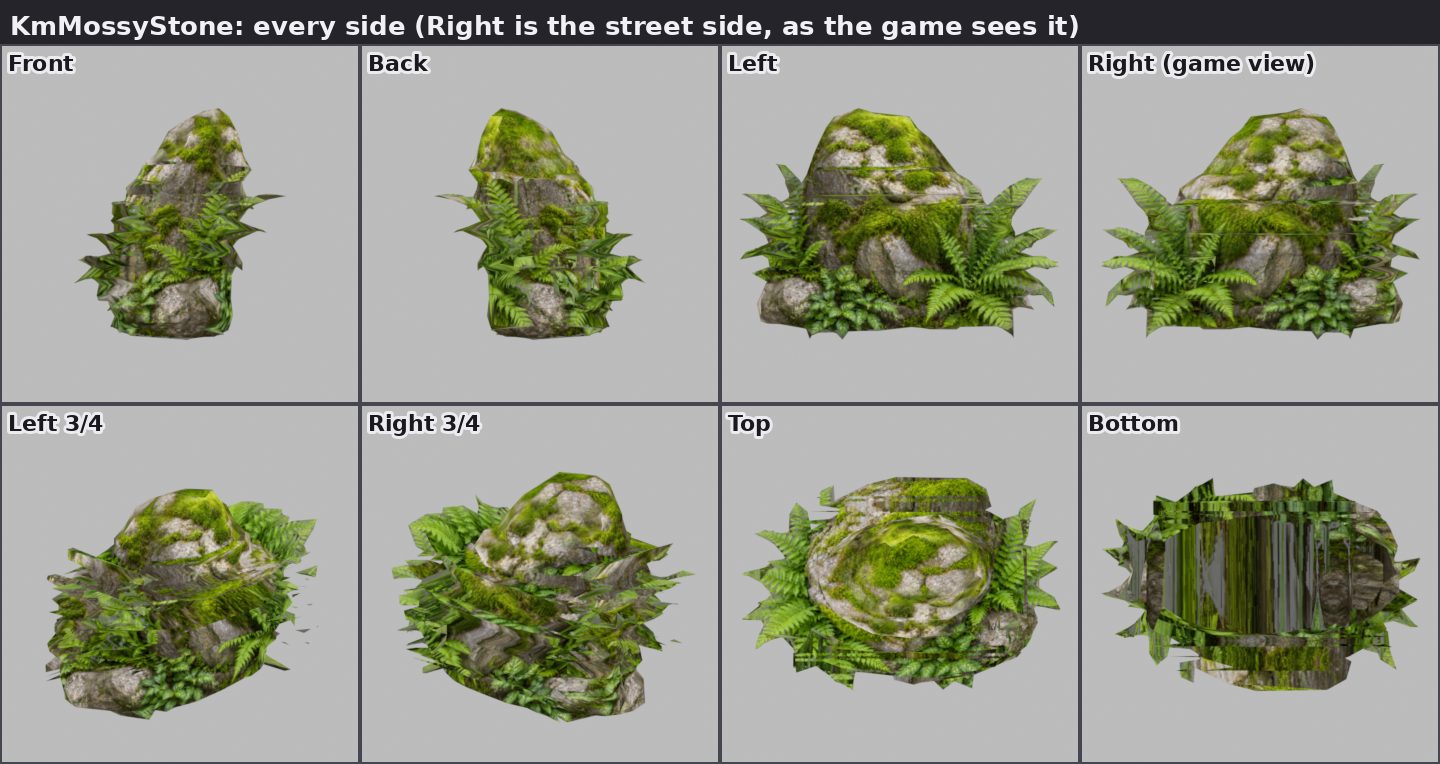 KmMossyStone: every side (Right is the street side, as the game sees it)
Front
Back
Left
Right (game view)
Left 3/4
Right 3/4
Top
Bottom